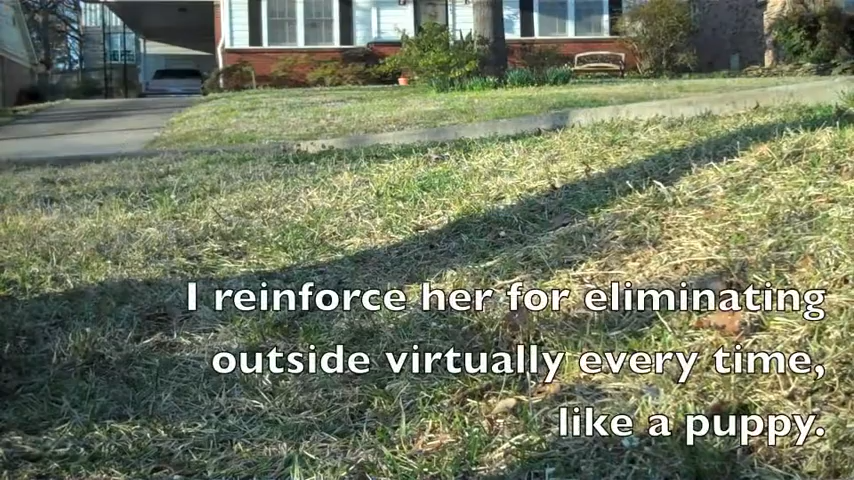 I reinforce her for eliminating
outside virtually every time,
like a puppy.